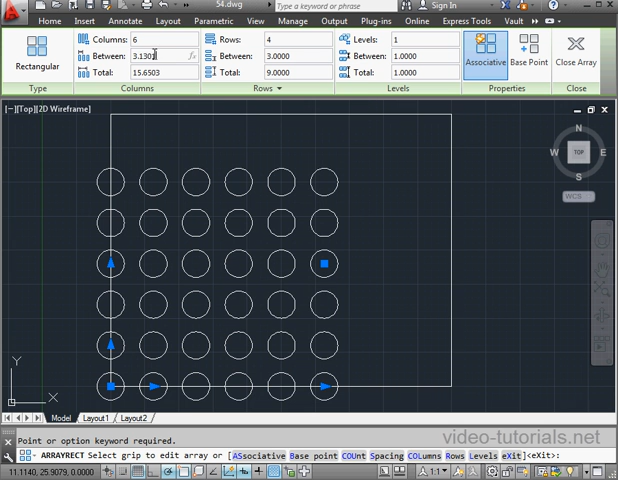 54.dwg
Type a keyword or phrase
Sign In
Home Insert Annotate Layout Parametric View Manage Output Plug-ins Online Express Tools Vault
Columns: 6
Between: 3.1301 fx
Total: 15.6503
Rows: 4
Between: 3.0000
Total: 9.0000
Levels: 1
1.0000
1.0000
Rectangular
Associative Base Point Close Array
Type Columns Rows Levels Properties Close
[−][Top][2D Wireframe]
N
W TOP E
S
WCS
Y
X
Model Layout1 Layout2
video-tutorials.net
Point or option keyword required.
ARRAYRECT Select grip to edit array or [ASsociative Base point COUnt Spacing COLumns Rows Levels eXit]<eXit>:
11.1140, 25.9079, 0.0000
1:1